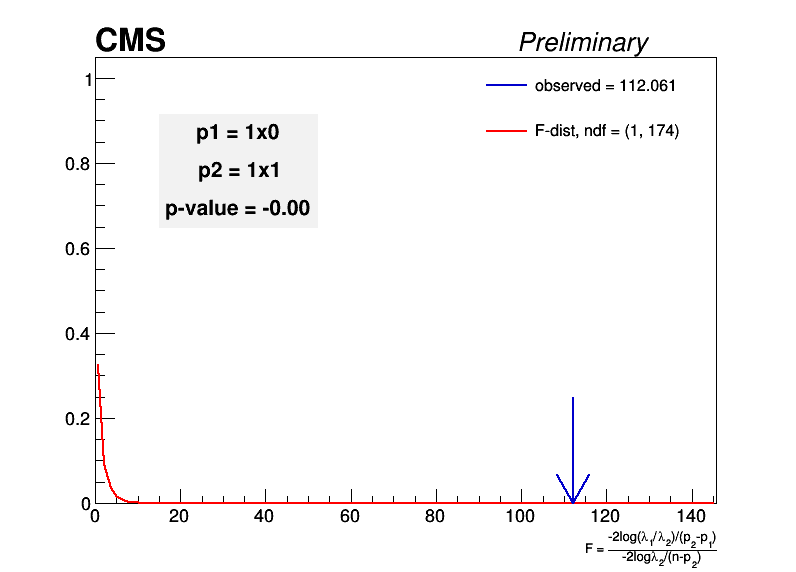 CMS Preliminary
observed = 112.061
F-dist, ndf = (1, 174)
p1 = 1x0
p2 = 1x1
p-value = -0.00
1
0.8
0.6
0.4
0.2
0
0 20 40 60 80 100 120 140
F = -2log(λ1/λ2)/(p2-p1)
-2logλ2/(n-p2)